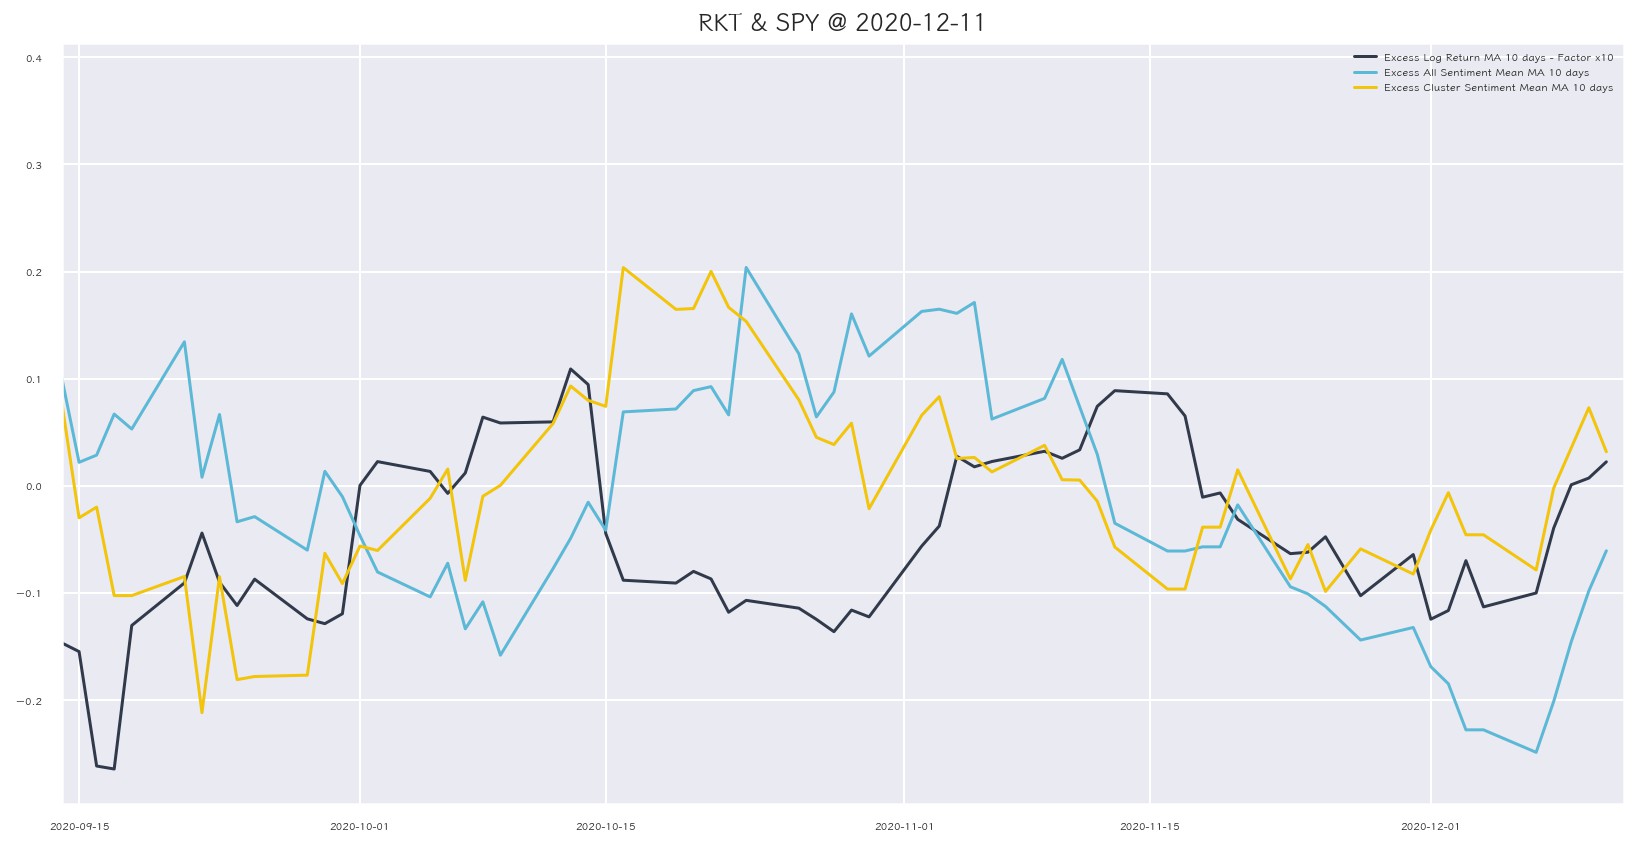 RKT & SPY @ 2020-12-11
Excess Log Return MA 10 days - Factor x10
Excess All Sentiment Mean MA 10 days
Excess Cluster Sentiment Mean MA 10 days
0.4
0.3
0.2
0.1
0.0
−0.1
−0.2
2020-09-15 2020-10-01 2020-10-15 2020-11-01 2020-11-15 2020-12-01